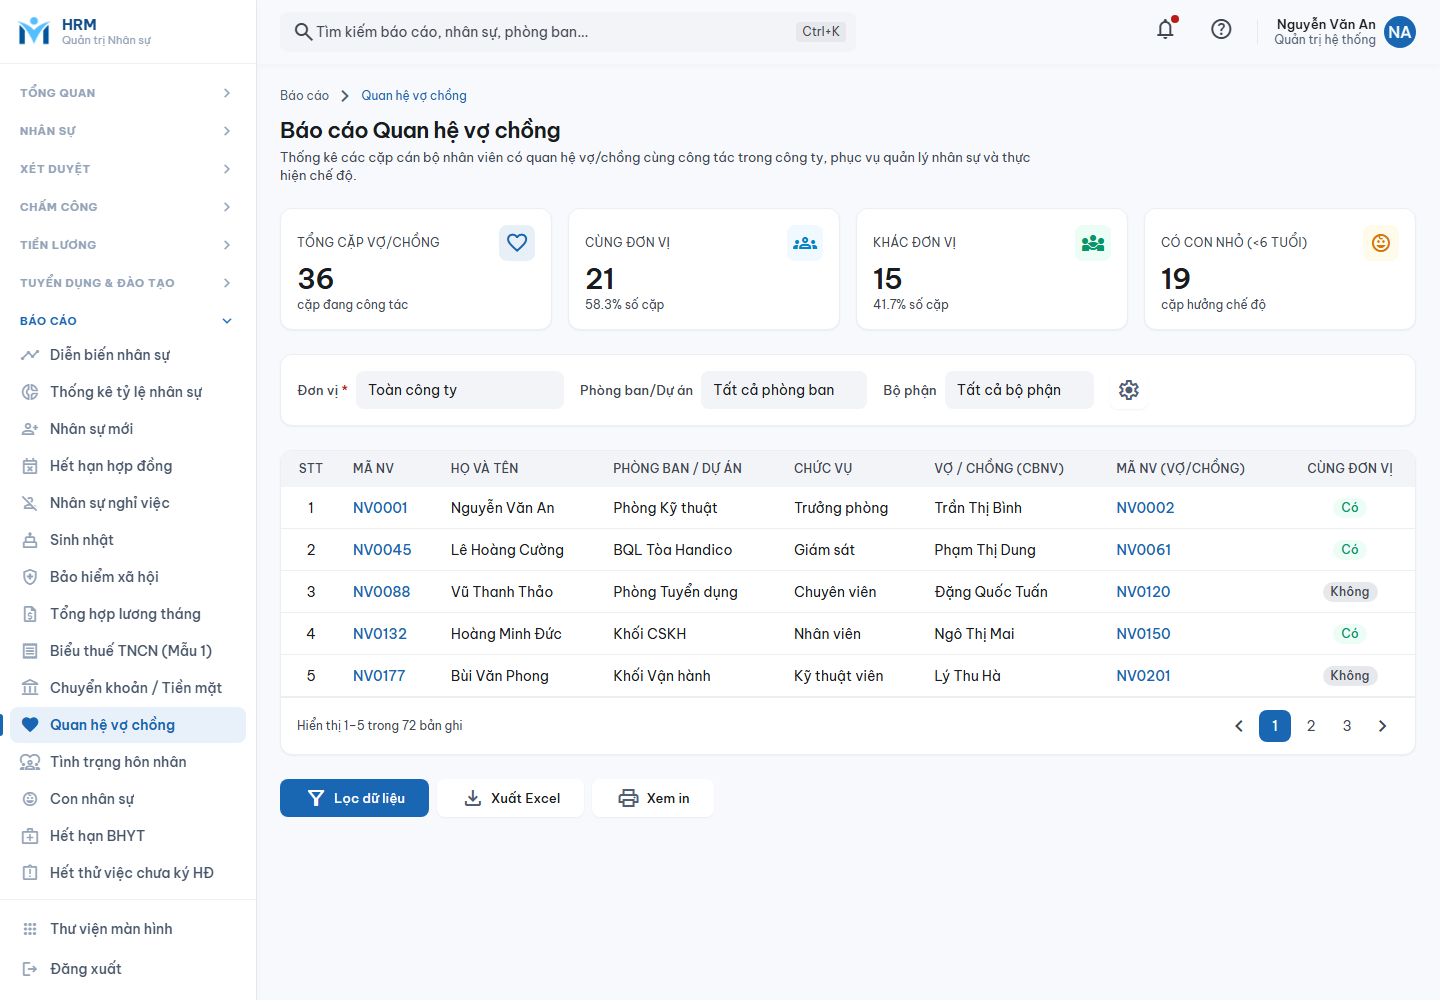 HRM
Quản trị Nhân sự
TỔNG QUAN
NHÂN SỰ
XÉT DUYỆT
CHẤM CÔNG
TIỀN LƯƠNG
TUYỂN DỤNG & ĐÀO TẠO
BÁO CÁO
Diễn biến nhân sự
Thống kê tỷ lệ nhân sự
Nhân sự mới
Hết hạn hợp đồng
Nhân sự nghỉ việc
Sinh nhật
Bảo hiểm xã hội
Tổng hợp lương tháng
Biểu thuế TNCN (Mẫu 1)
Chuyển khoản / Tiền mặt
Quan hệ vợ chồng
Tình trạng hôn nhân
Con nhân sự
Hết hạn BHYT
Hết thử việc chưa ký HĐ
Thư viện màn hình
Đăng xuất
Tìm kiếm báo cáo, nhân sự, phòng ban... Ctrl+K
Nguyễn Văn An
Quản trị hệ thống
NA
Báo cáo Quan hệ vợ chồng
Báo cáo Quan hệ vợ chồng
Thống kê các cặp cán bộ nhân viên có quan hệ vợ/chồng cùng công tác trong công ty, phục vụ quản lý nhân sự và thực
hiện chế độ.
TỔNG CẶP VỢ/CHỒNG
36
cặp đang công tác
CÙNG ĐƠN VỊ
21
58.3% số cặp
KHÁC ĐƠN VỊ
15
41.7% số cặp
CÓ CON NHỎ (<6 TUỔI)
19
cặp hưởng chế độ
Đơn vị * Toàn công ty Phòng ban/Dự án Tất cả phòng ban Bộ phận Tất cả bộ phận
STT MÃ NV HỌ VÀ TÊN PHÒNG BAN / DỰ ÁN CHỨC VỤ VỢ / CHỒNG (CBNV) MÃ NV (VỢ/CHỒNG) CÙNG ĐƠN VỊ
1 NV0001 Nguyễn Văn An Phòng Kỹ thuật Trưởng phòng Trần Thị Bình NV0002 Có
2 NV0045 Lê Hoàng Cường BQL Tòa Handico Giám sát Phạm Thị Dung NV0061 Có
3 NV0088 Vũ Thanh Thảo Phòng Tuyển dụng Chuyên viên Đặng Quốc Tuấn NV0120 Không
4 NV0132 Hoàng Minh Đức Khối CSKH Nhân viên Ngô Thị Mai NV0150 Có
5 NV0177 Bùi Văn Phong Khối Vận hành Kỹ thuật viên Lý Thu Hà NV0201 Không
Hiển thị 1–5 trong 72 bản ghi 1 2 3
Lọc dữ liệu Xuất Excel Xem in